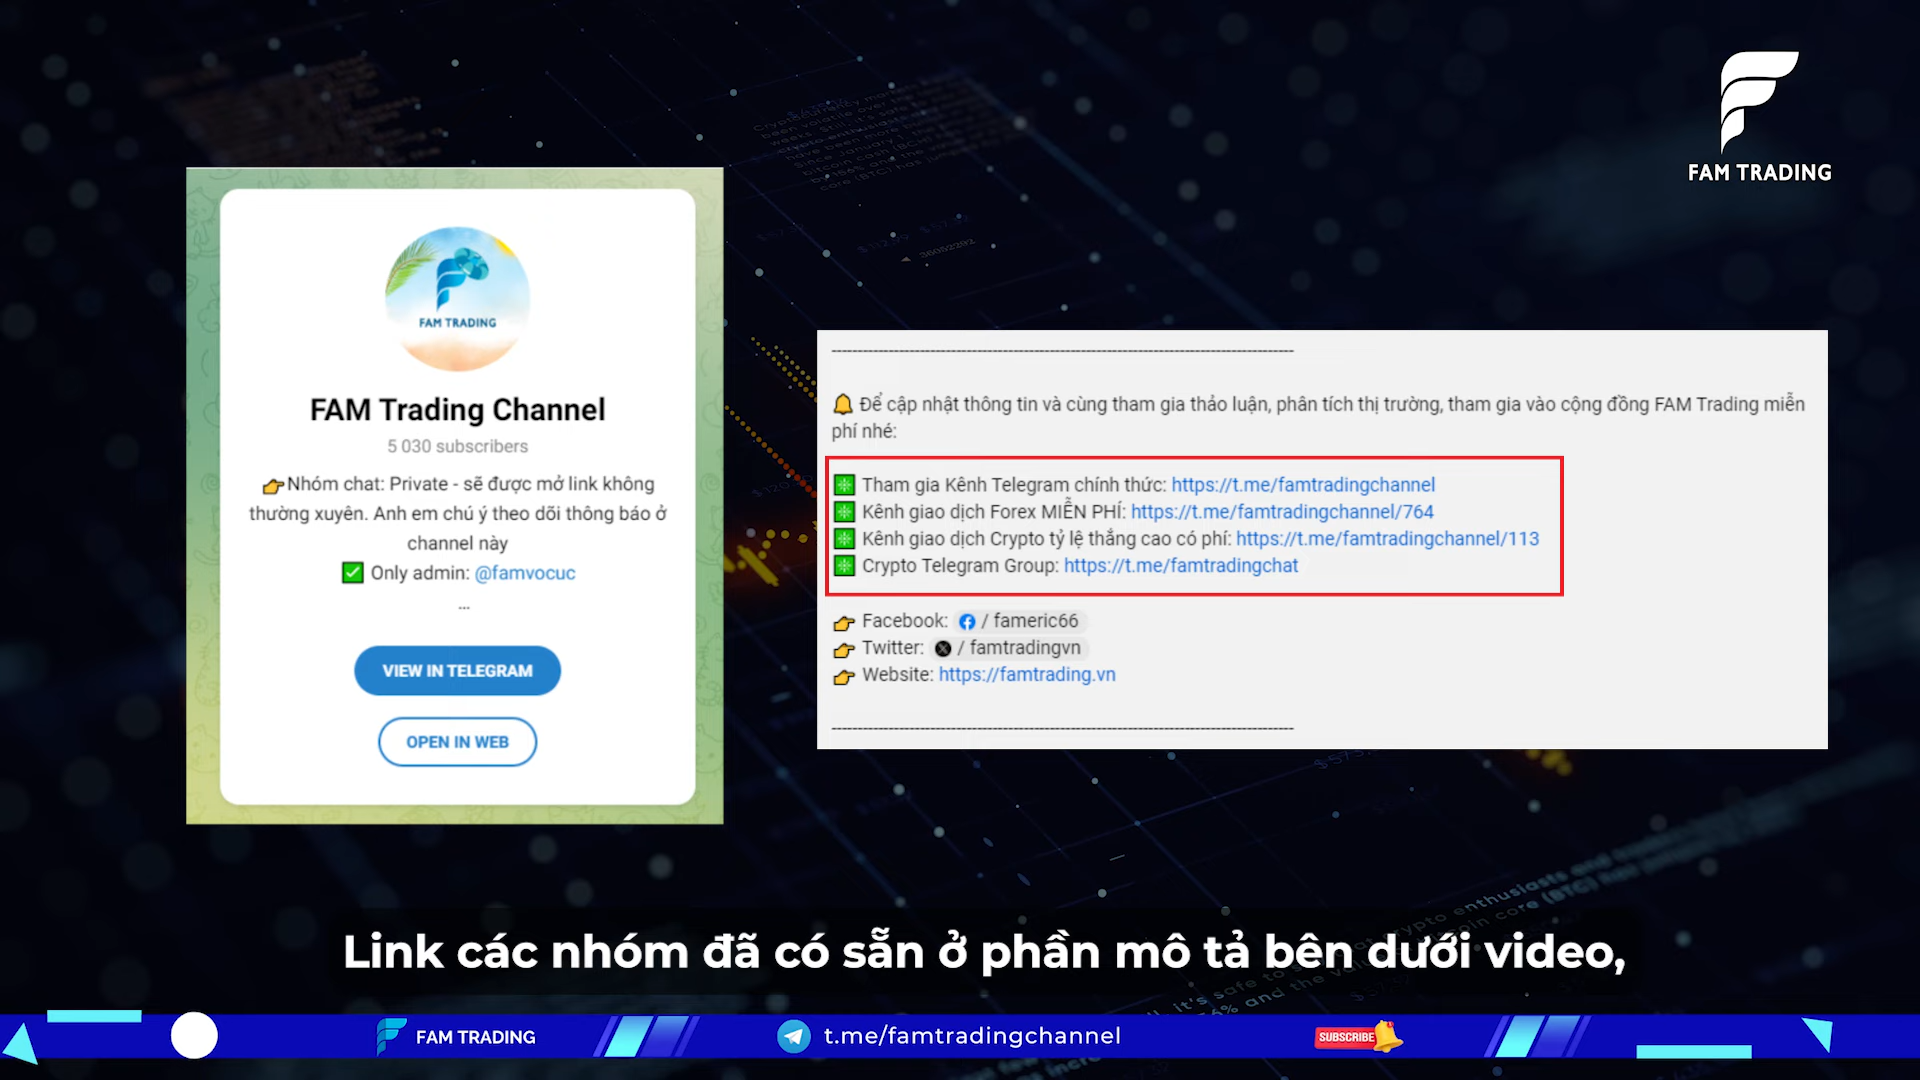 FAM TRADING
FAM TRADING
FAM Trading Channel
5 030 subscribers
👉Nhóm chat: Private - sẽ được mở link không
thường xuyên. Anh em chú ý theo dõi thông báo ở
channel này
✅ Only admin: @famvocuc
...
VIEW IN TELEGRAM
OPEN IN WEB
🔔 Để cập nhật thông tin và cùng tham gia thảo luận, phân tích thị trường, tham gia vào cộng đồng FAM Trading miễn
phí nhé:
❇️ Tham gia Kênh Telegram chính thức: https://t.me/famtradingchannel
❇️ Kênh giao dịch Forex MIỄN PHÍ: https://t.me/famtradingchannel/764
❇️ Kênh giao dịch Crypto tỷ lệ thắng cao có phí: https://t.me/famtradingchannel/113
❇️ Crypto Telegram Group: https://t.me/famtradingchat
👉 Facebook: / fameric66
👉 Twitter: / famtradingvn
👉 Website: https://famtrading.vn
Link các nhóm đã có sẵn ở phần mô tả bên dưới video,
FAM TRADING
t.me/famtradingchannel
SUBSCRIBE